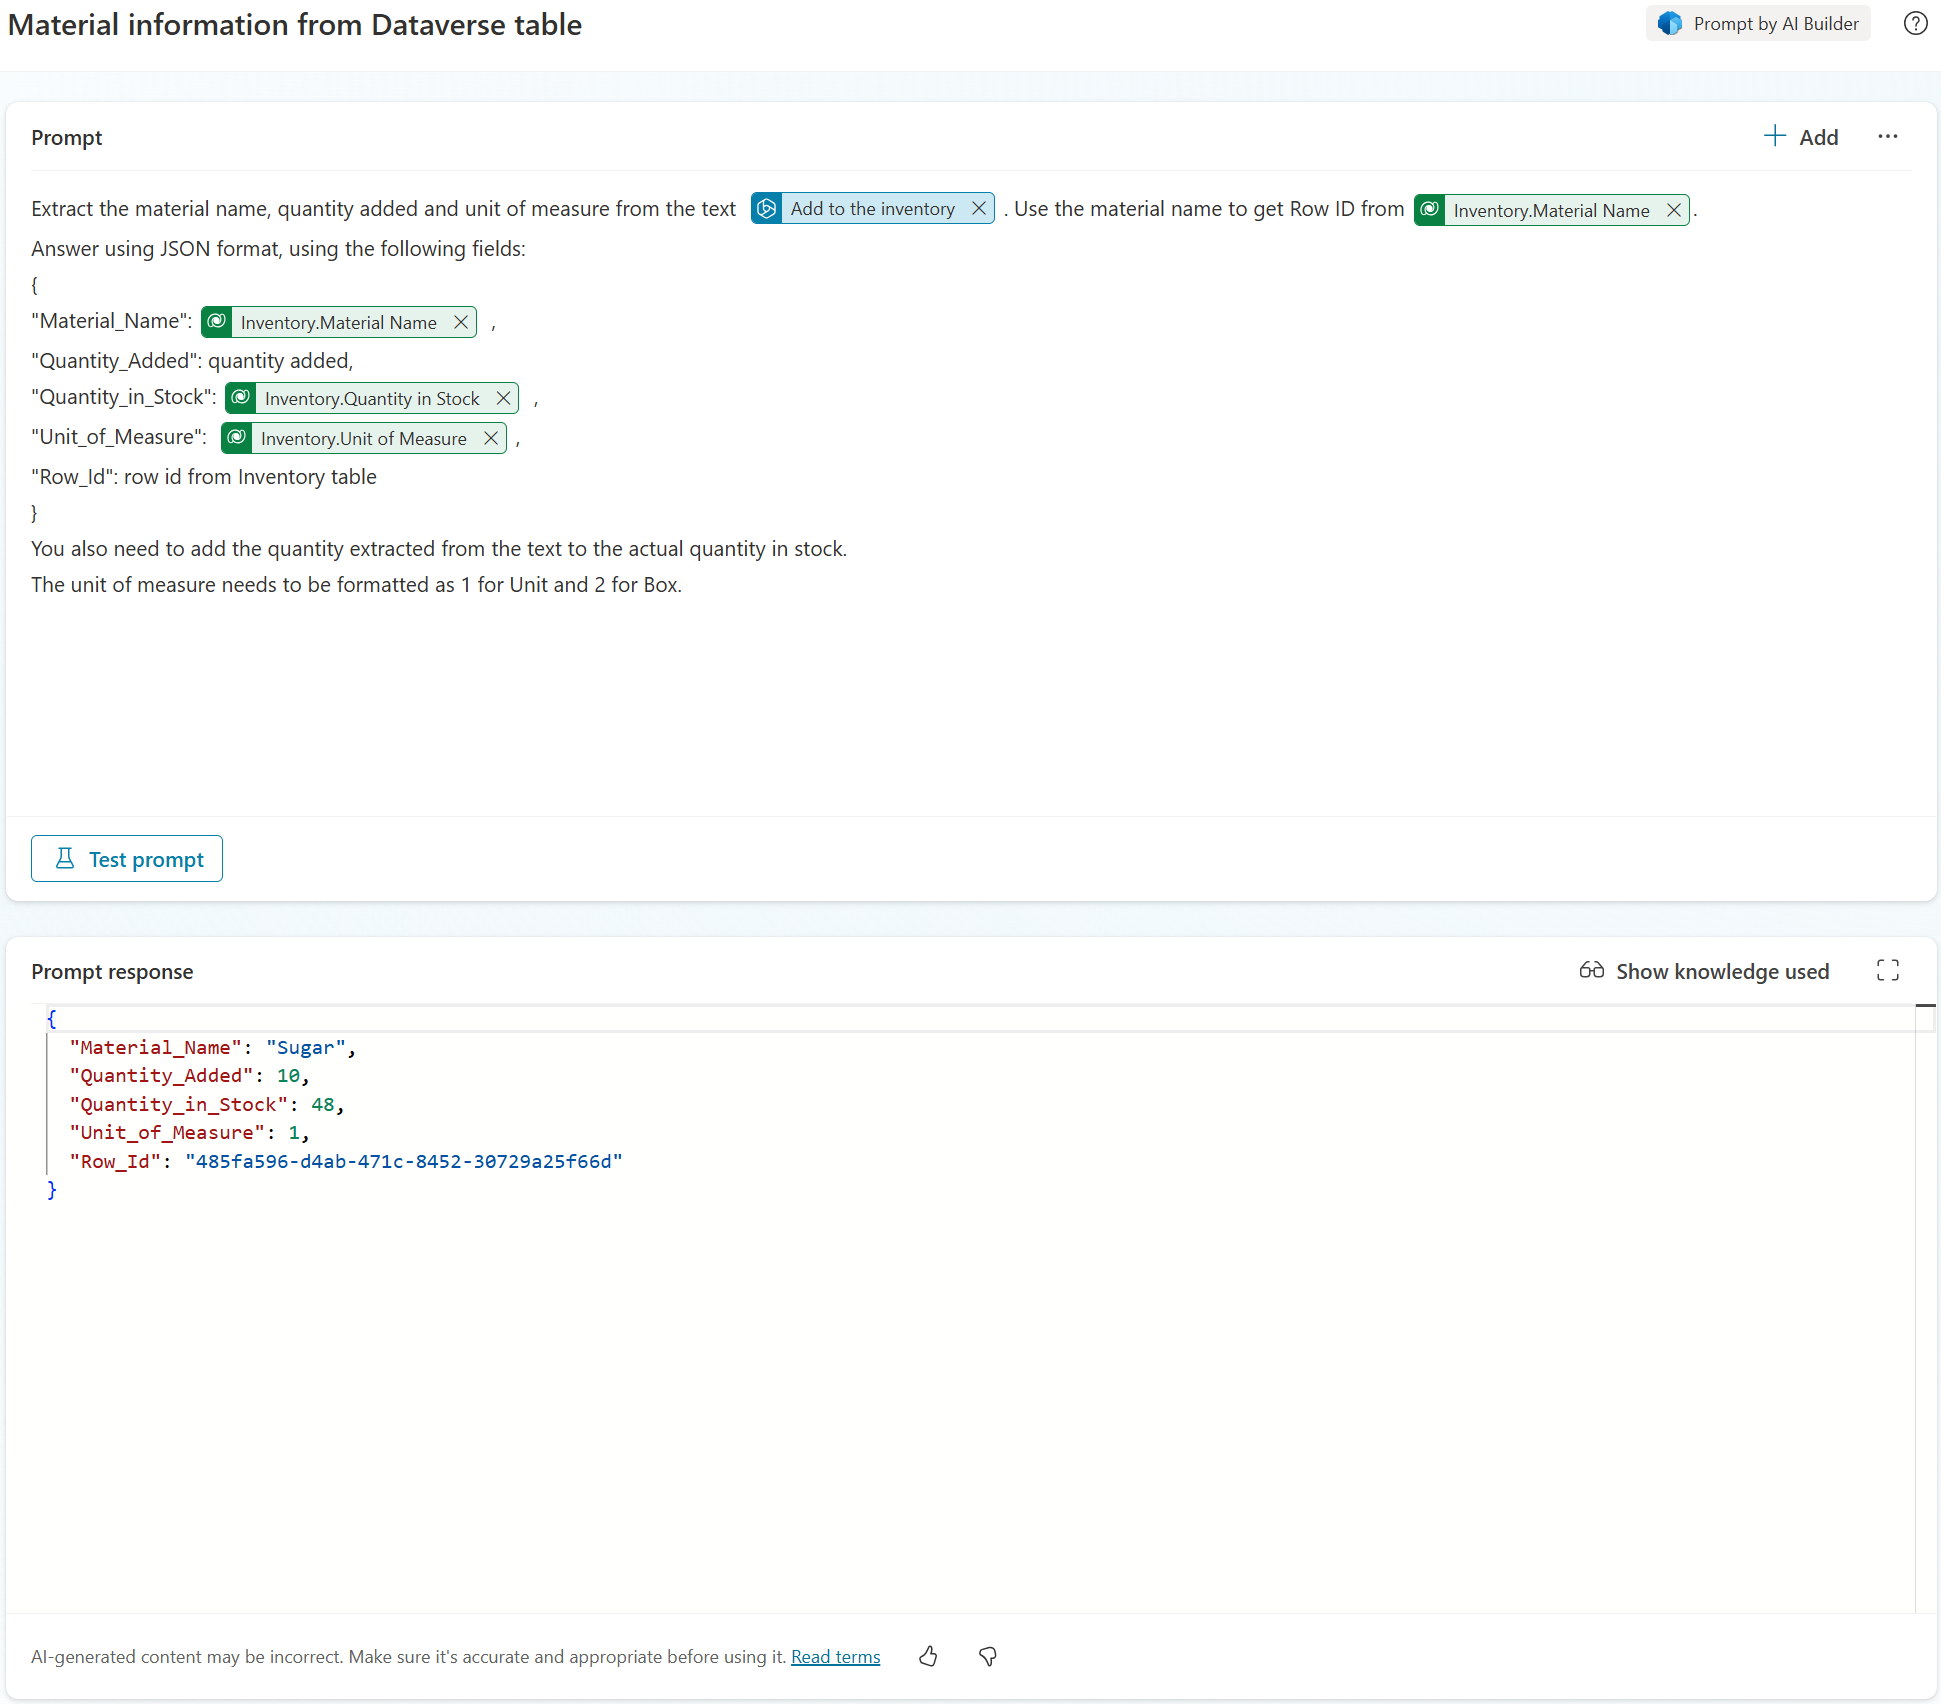 Material information from Dataverse table
Prompt by AI Builder
Prompt
Add
Extract the material name, quantity added and unit of measure from the text Add to the inventory . Use the material name to get Row ID from Inventory.Material Name .
Answer using JSON format, using the following fields:
{
"Material_Name": Inventory.Material Name ,
"Quantity_Added": quantity added,
"Quantity_in_Stock": Inventory.Quantity in Stock ,
"Unit_of_Measure": Inventory.Unit of Measure ,
"Row_Id": row id from Inventory table
}
You also need to add the quantity extracted from the text to the actual quantity in stock.
The unit of measure needs to be formatted as 1 for Unit and 2 for Box.
Test prompt
Prompt response
Show knowledge used
{
"Material_Name": "Sugar",
"Quantity_Added": 10,
"Quantity_in_Stock": 48,
"Unit_of_Measure": 1,
"Row_Id": "485fa596-d4ab-471c-8452-30729a25f66d"
}
AI-generated content may be incorrect. Make sure it's accurate and appropriate before using it. Read terms